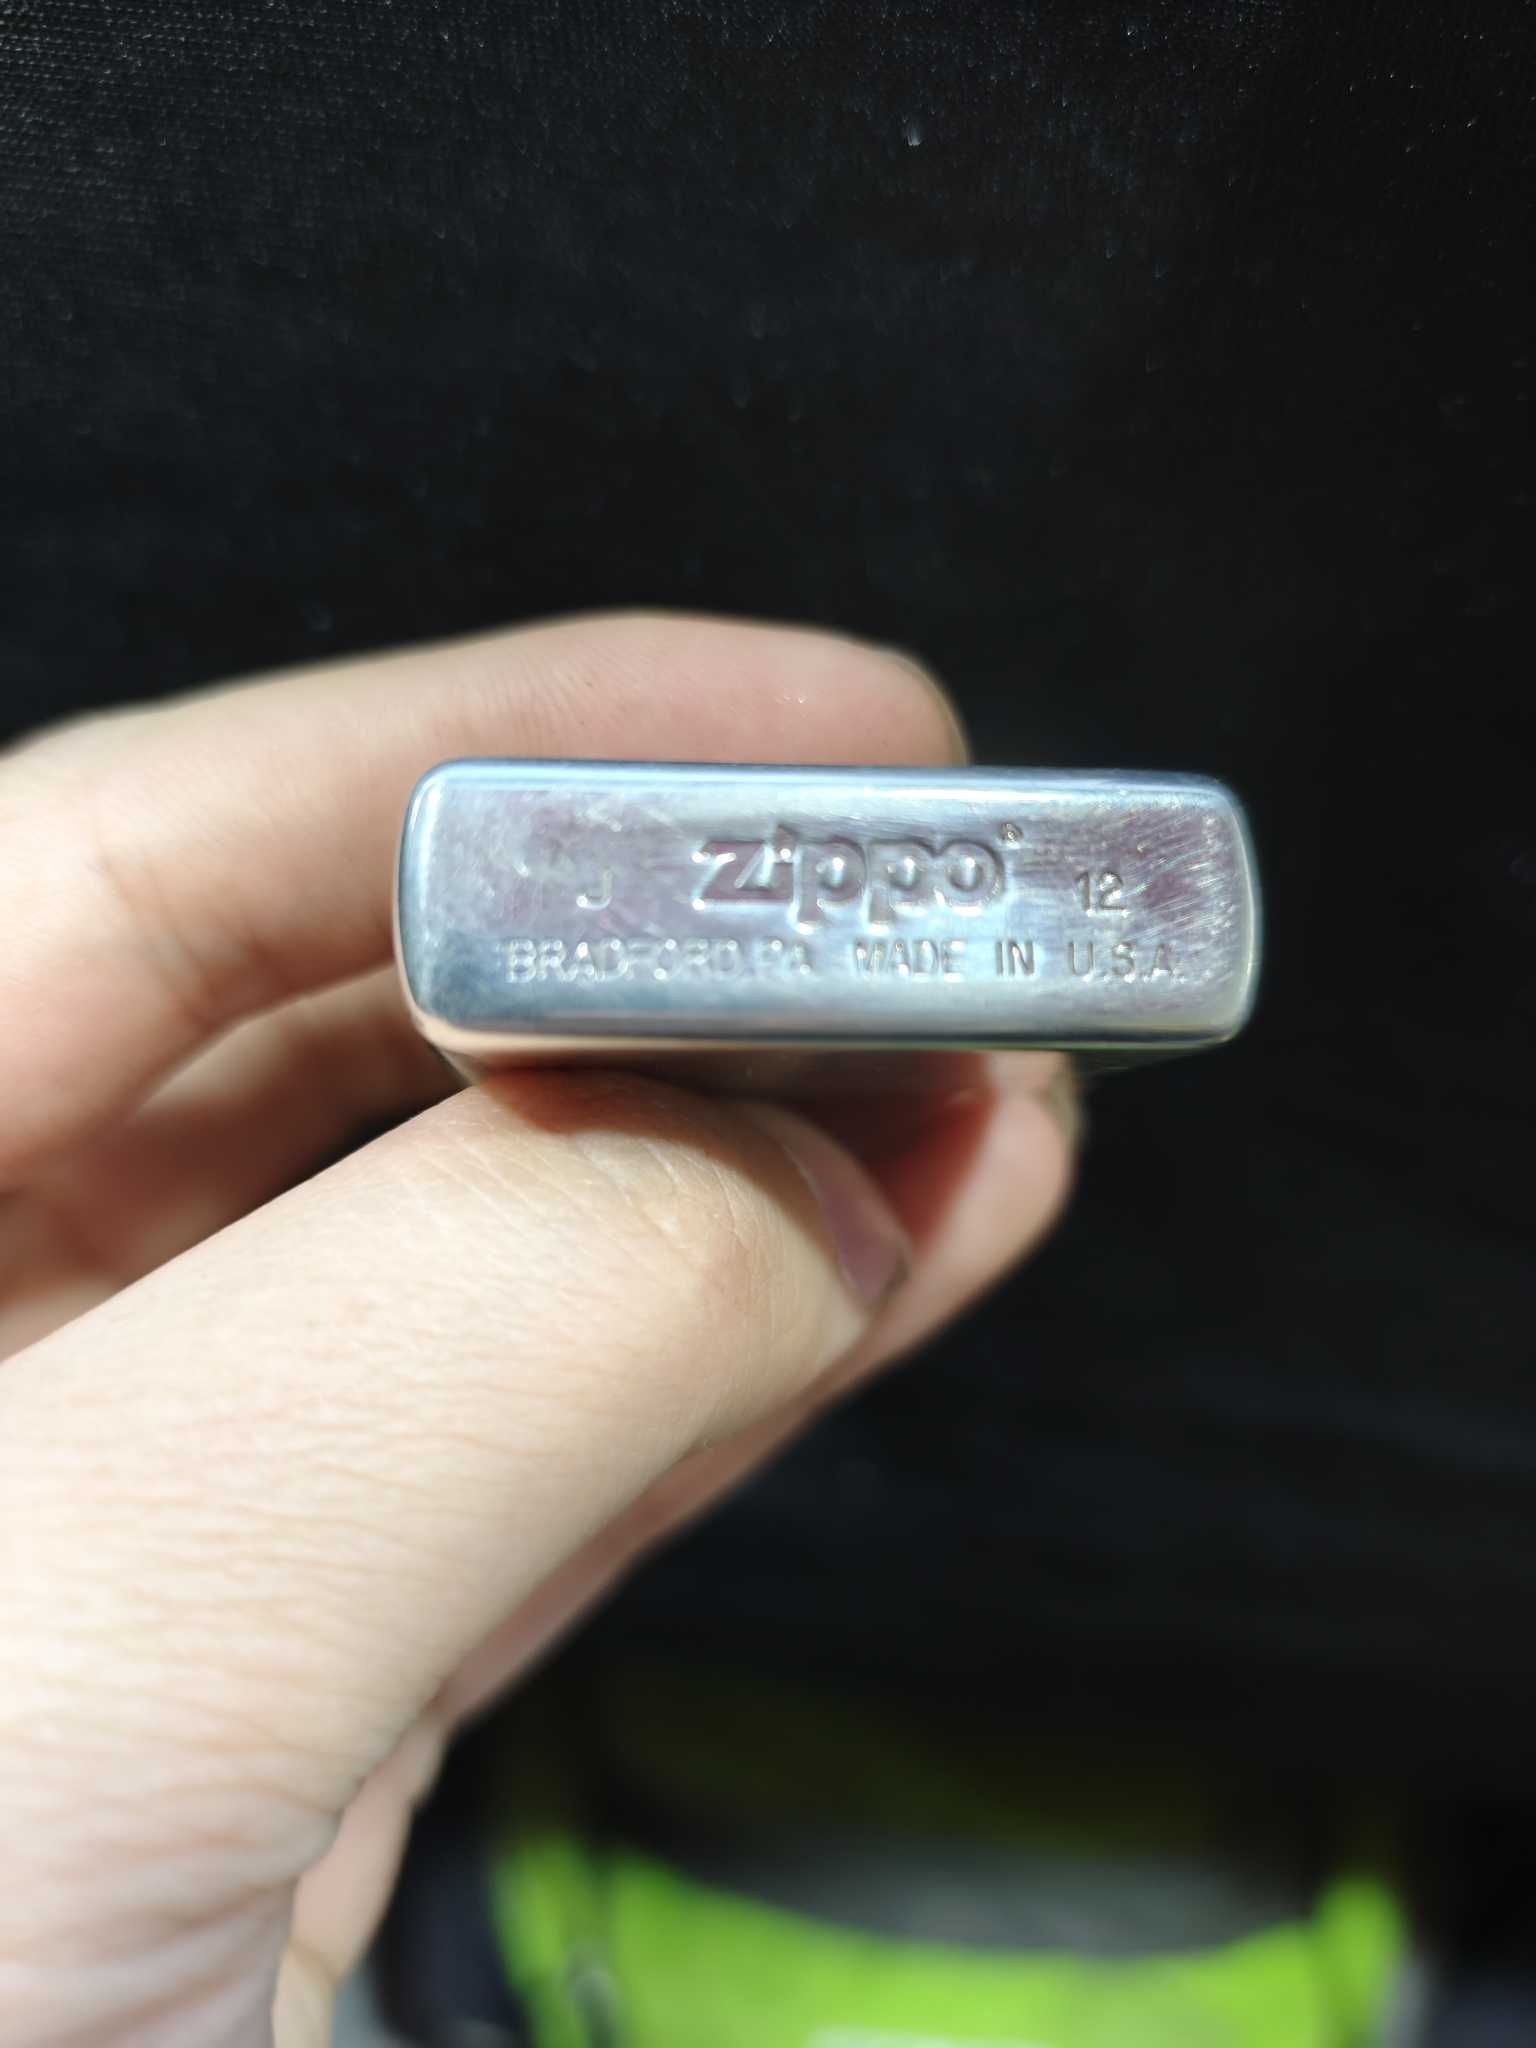 J zippo® 12
BRADFORD, PA MADE IN U.S.A.